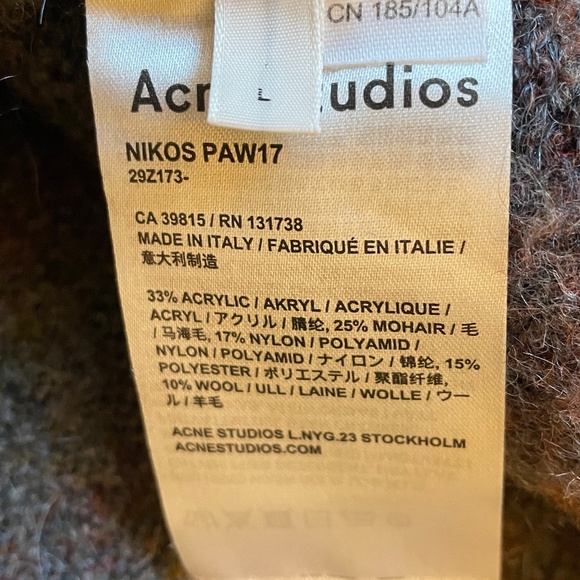 CN 185/104A
L
Acne Studios
NIKOS PAW17
29Z173-
CA 39815 / RN 131738
MADE IN ITALY / FABRIQUÉ EN ITALIE /
意大利制造
33% ACRYLIC / AKRYL / ACRYLIQUE /
ACRYL / アクリル / 腈纶, 25% MOHAIR / 毛
/ 马海毛, 17% NYLON / POLYAMID /
NYLON / POLYAMID / ナイロン / 锦纶, 15%
POLYESTER / ポリエステル / 聚酯纤维,
10% WOOL / ULL / LAINE / WOLLE / ウー
ル / 羊毛
ACNE STUDIOS L.NYG.23 STOCKHOLM
ACNESTUDIOS.COM